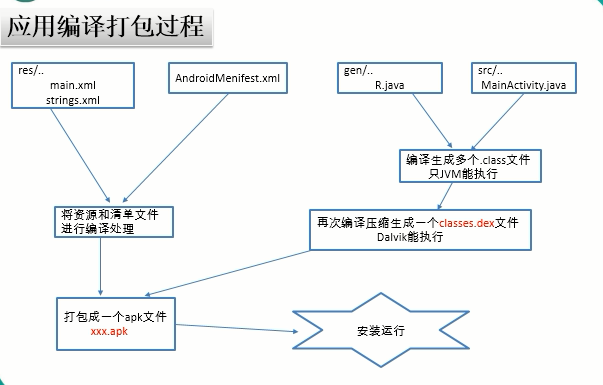 应用编译打包过程
res/..
main.xml
strings.xml
AndroidMenifest.xml
gen/..
R.java
src/..
MainActivity.java
编译生成多个.class文件
只JVM能执行
将资源和清单文件
进行编译处理
再次编译压缩生成一个classes.dex文件
Dalvik能执行
打包成一个apk文件
xxx.apk
安装运行